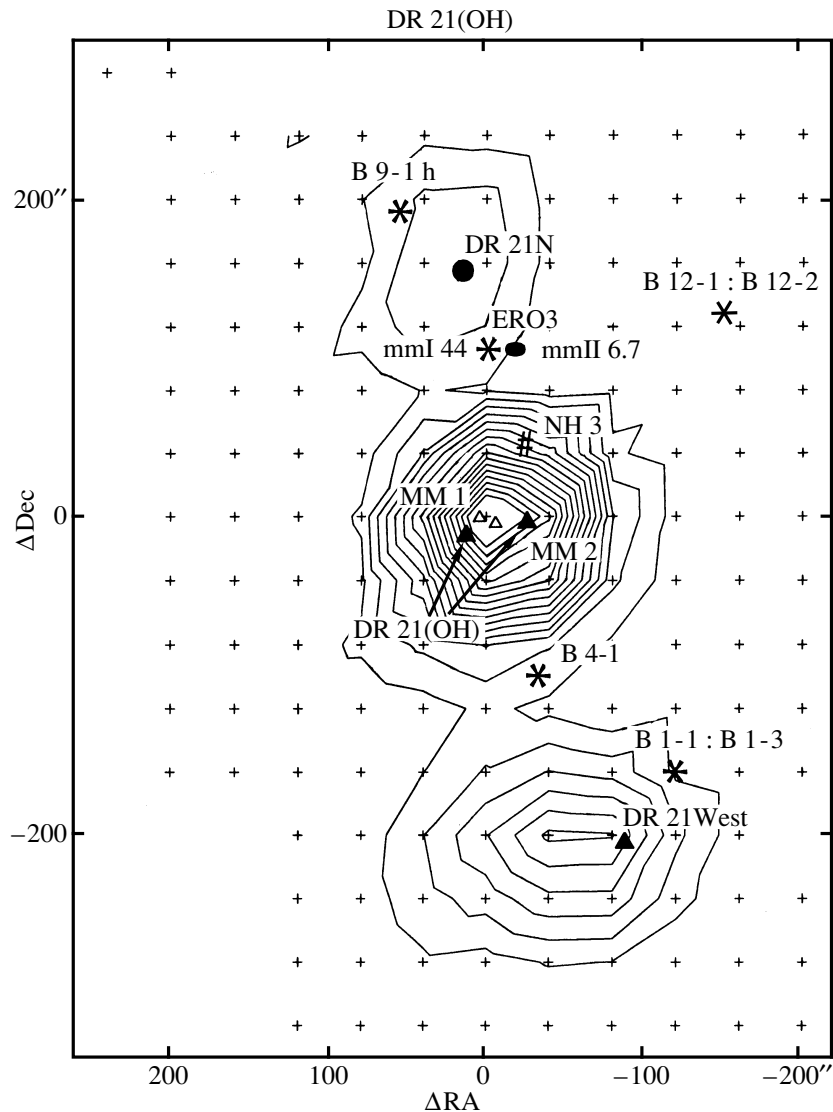 DR 21(OH)
200″
B 9-1 h
DR 21N
B 12-1 : B 12-2
ERO3
mmI 44
mmII 6.7
NH 3
MM 1
0
ΔDec
MM 2
DR 21(OH)
B 4-1
B 1-1 : B 1-3
DR 21West
−200
200
100
0
−100
−200″
ΔRA